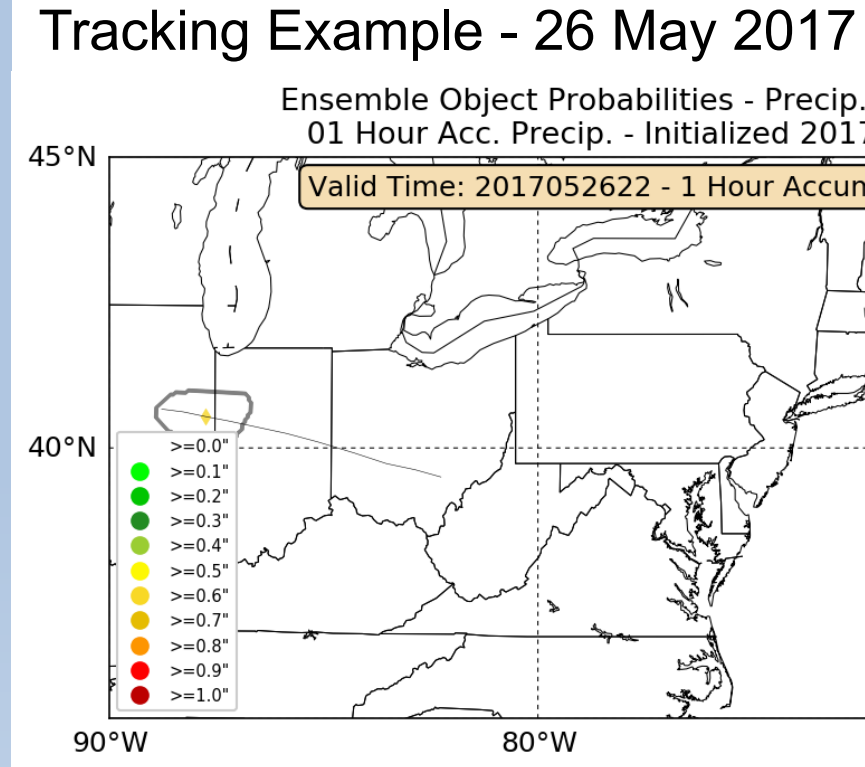 Tracking Example - 26 May 2017
Ensemble Object Probabilities - Precip.
01 Hour Acc. Precip. - Initialized 2017
45°N
Valid Time: 2017052622 - 1 Hour Accum
40°N
>=0.0"
>=0.1"
>=0.2"
>=0.3"
>=0.4"
>=0.5"
>=0.6"
>=0.7"
>=0.8"
>=0.9"
>=1.0"
90°W
80°W